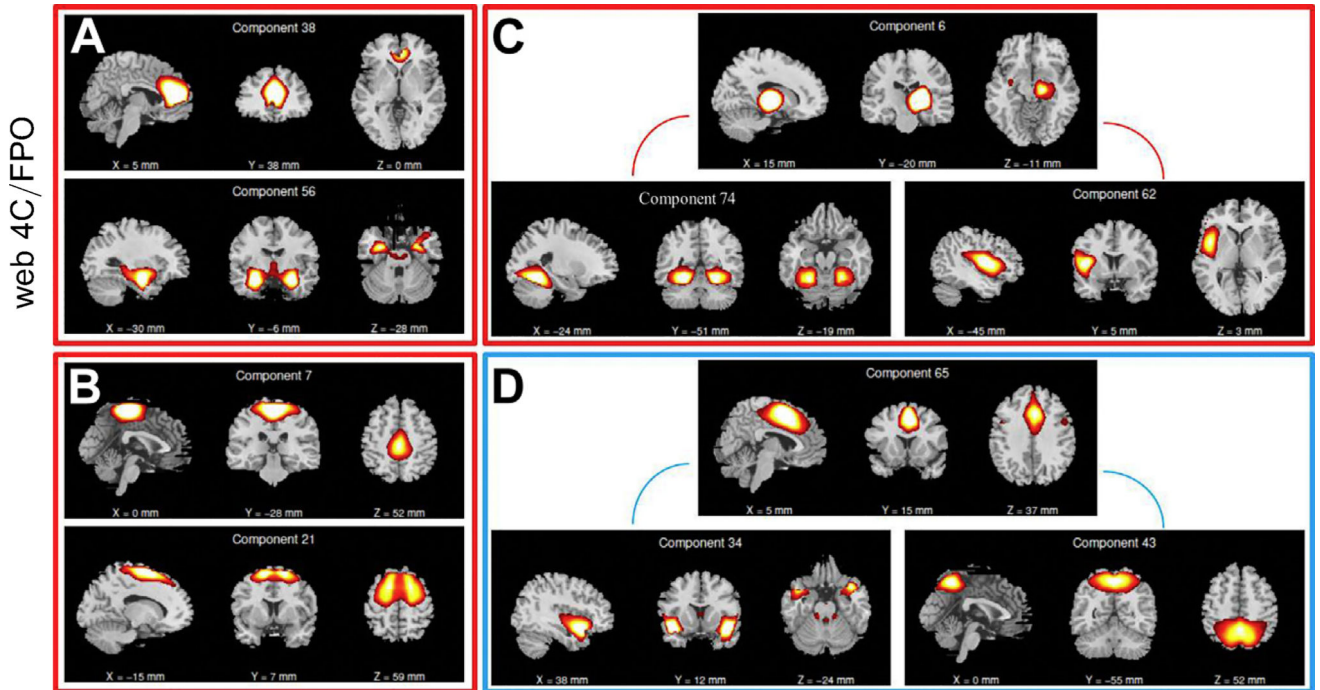 web 4C/FPO
A
Component 38
X = 5 mm Y = 38 mm Z = 0 mm
Component 56
X = −30 mm Y = −6 mm Z = −28 mm
B
Component 7
X = 0 mm Y = −28 mm Z = 52 mm
Component 21
X = −15 mm Y = 7 mm Z = 59 mm
C
Component 6
X = 15 mm Y = −20 mm Z = −11 mm
Component 74
X = −24 mm Y = −51 mm Z = −19 mm
Component 62
X = −45 mm Y = 5 mm Z = 3 mm
D
Component 65
X = 5 mm Y = 15 mm Z = 37 mm
Component 34
X = 38 mm Y = 12 mm Z = −24 mm
Component 43
X = 0 mm Y = −55 mm Z = 52 mm